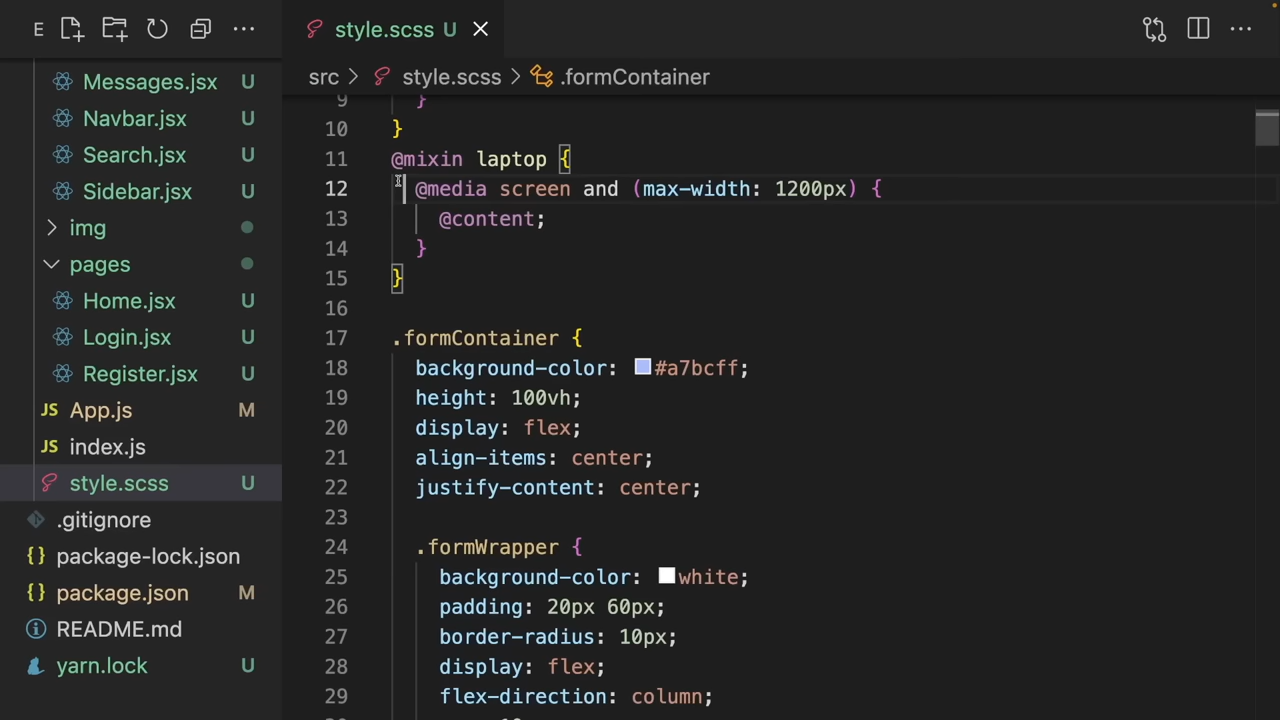 E
style.scss U
src > style.scss > .formContainer
Messages.jsx U
Navbar.jsx U
Search.jsx U
Sidebar.jsx U
img
pages
Home.jsx U
Login.jsx U
Register.jsx U
JS App.js M
JS index.js
style.scss U
.gitignore
{} package-lock.json
{} package.json M
README.md
yarn.lock U
9 }
10 }
11 @mixin laptop {
12 @media screen and (max-width: 1200px) {
13 @content;
14 }
15 }
16
17 .formContainer {
18 background-color: #a7bcff;
19 height: 100vh;
20 display: flex;
21 align-items: center;
22 justify-content: center;
23
24 .formWrapper {
25 background-color: white;
26 padding: 20px 60px;
27 border-radius: 10px;
28 display: flex;
29 flex-direction: column;